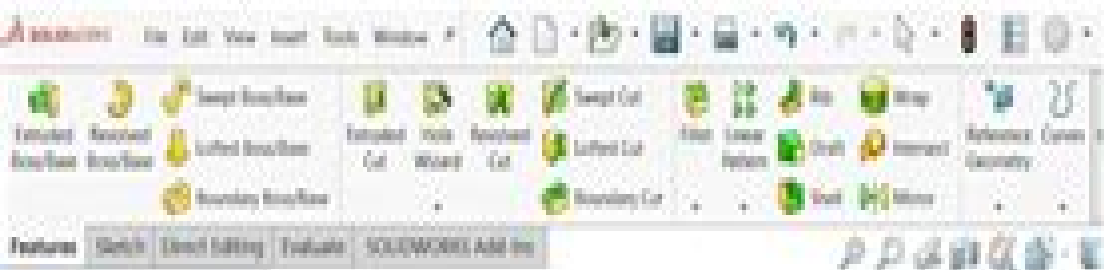 SOLIDWORKS File Edit View Insert Tools Window
Extruded Boss/Base Revolved Boss/Base Swept Boss/Base Lofted Boss/Base Boundary Boss/Base Extruded Cut Hole Wizard Revolved Cut Swept Cut Lofted Cut Boundary Cut Fillet Linear Pattern Rib Draft Shell Wrap Intersect Mirror Reference Geometry Curves
Features Sketch Direct Editing Evaluate SOLIDWORKS Add-Ins